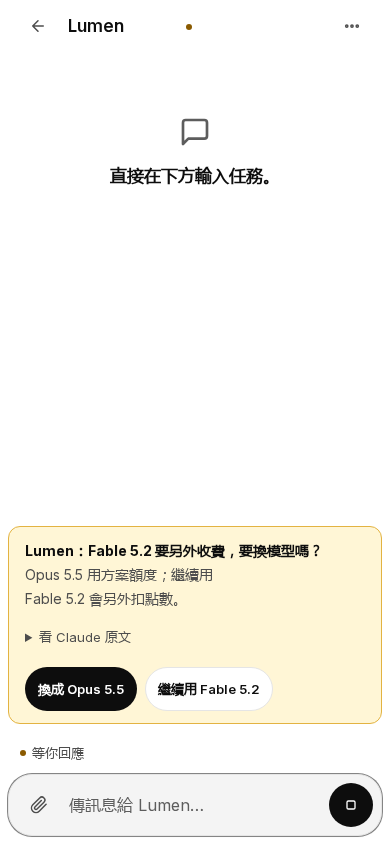 Lumen
直接在下方輸入任務。
Lumen：Fable 5.2 要另外收費，要換模型嗎？
Opus 5.5 用方案額度；繼續用
Fable 5.2 會另外扣點數。
看 Claude 原文
換成 Opus 5.5 繼續用 Fable 5.2
等你回應
傳訊息給 Lumen…